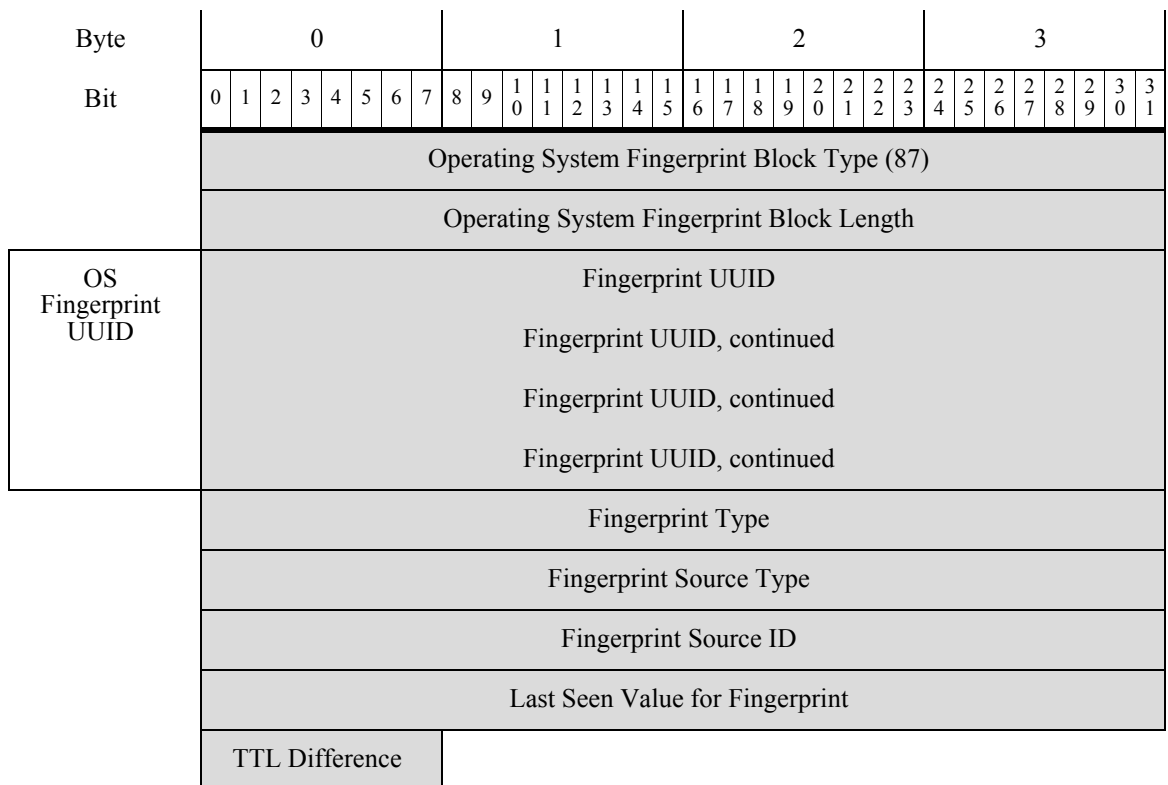 Byte 0 1 2 3
Bit 0 1 2 3 4 5 6 7 8 9 10 11 12 13 14 15 16 17 18 19 20 21 22 23 24 25 26 27 28 29 30 31
Operating System Fingerprint Block Type (87)
Operating System Fingerprint Block Length
OS
Fingerprint
UUID
Fingerprint UUID
Fingerprint UUID, continued
Fingerprint UUID, continued
Fingerprint UUID, continued
Fingerprint Type
Fingerprint Source Type
Fingerprint Source ID
Last Seen Value for Fingerprint
TTL Difference